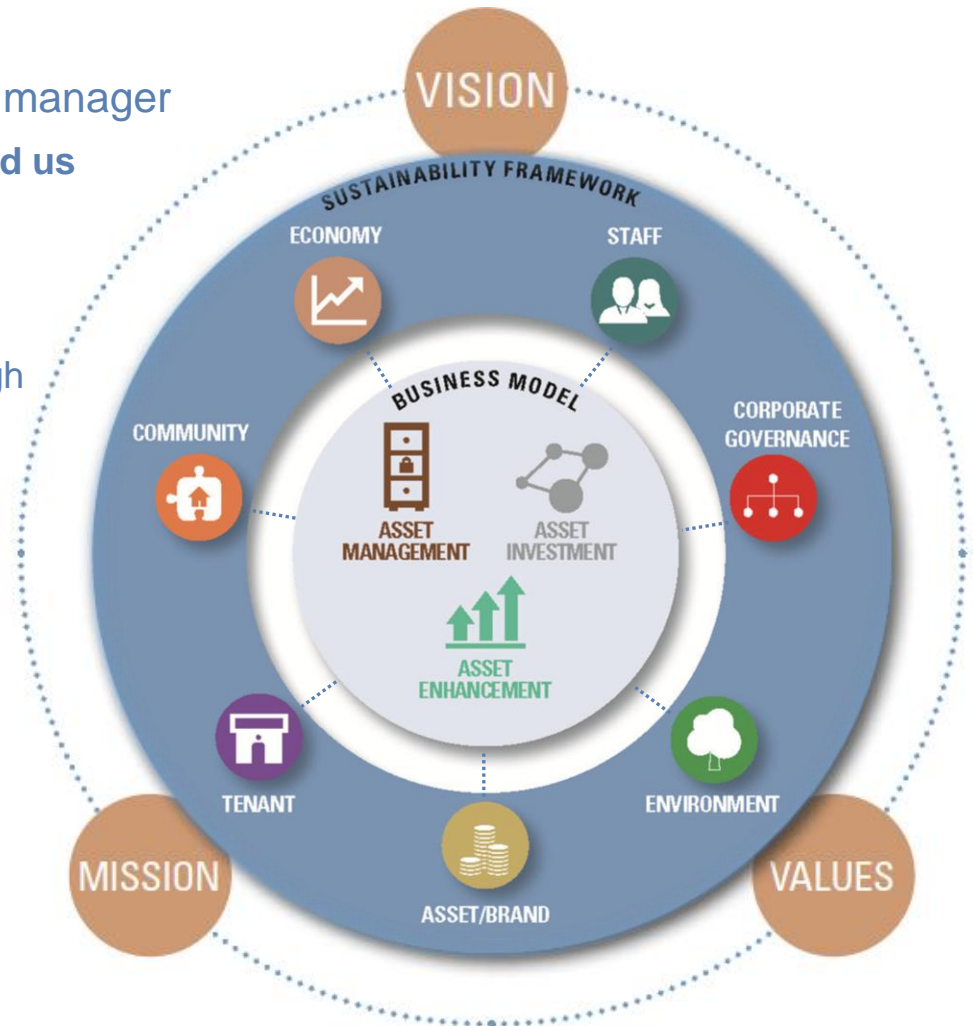 manager
d us
gh
VISION
SUSTAINABILITY FRAMEWORK
ECONOMY
STAFF
BUSINESS MODEL
COMMUNITY
CORPORATE
GOVERNANCE
ASSET
MANAGEMENT
ASSET
INVESTMENT
ASSET
ENHANCEMENT
TENANT
ENVIRONMENT
MISSION
VALUES
ASSET/BRAND